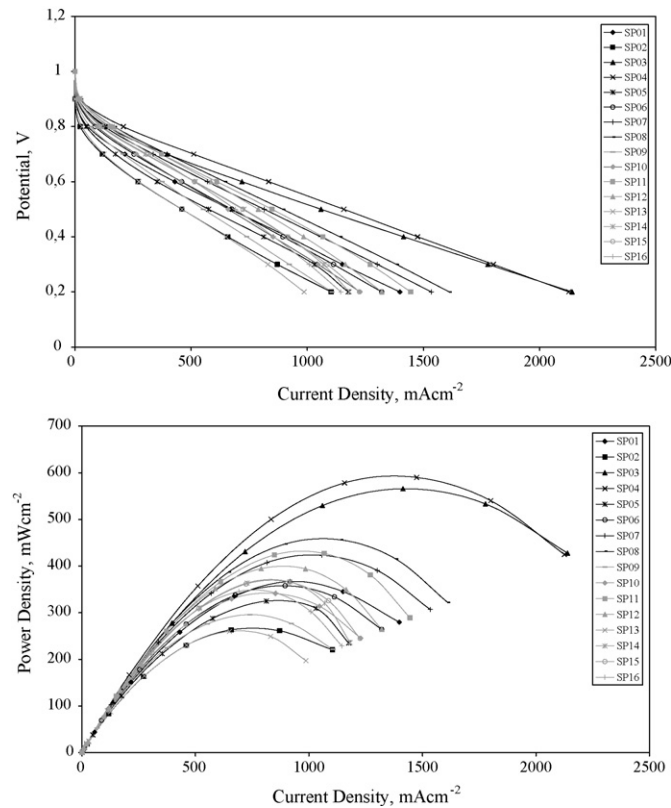 1,2
1
0,8
0,6
0,4
0,2
0
Potential, V
0
500
1000
1500
2000
2500
Current Density, mAcm-2
SP01
SP02
SP03
SP04
SP05
SP06
SP07
SP08
SP09
SP10
SP11
SP12
SP13
SP14
SP15
SP16
700
600
500
400
300
200
100
0
Power Density, mWcm-2
0
500
1000
1500
2000
2500
Current Density, mAcm-2
SP01
SP02
SP03
SP04
SP05
SP06
SP07
SP08
SP09
SP10
SP11
SP12
SP13
SP14
SP15
SP16